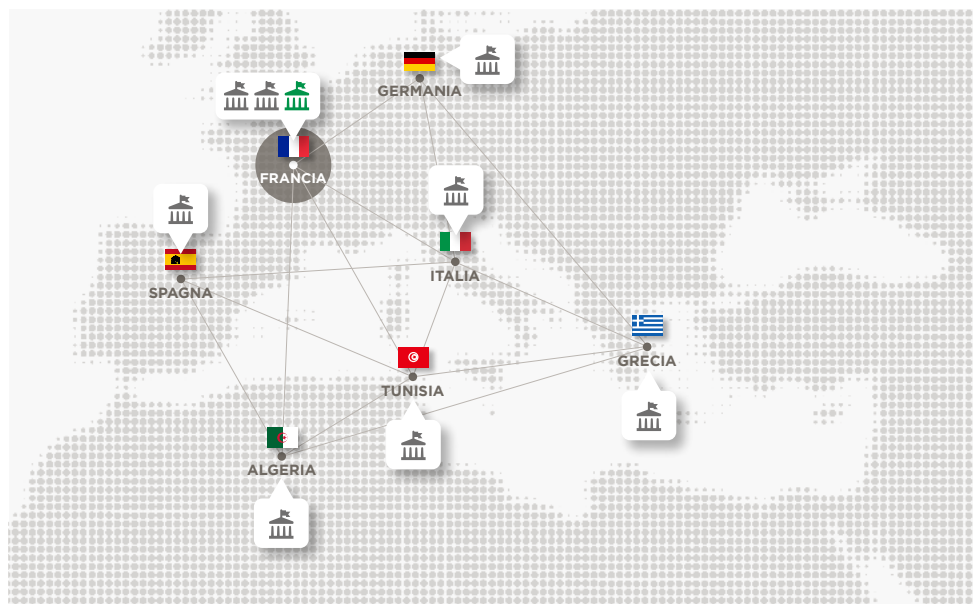 GERMANIA
FRANCIA
ITALIA
SPAGNA
GRECIA
TUNISIA
ALGERIA